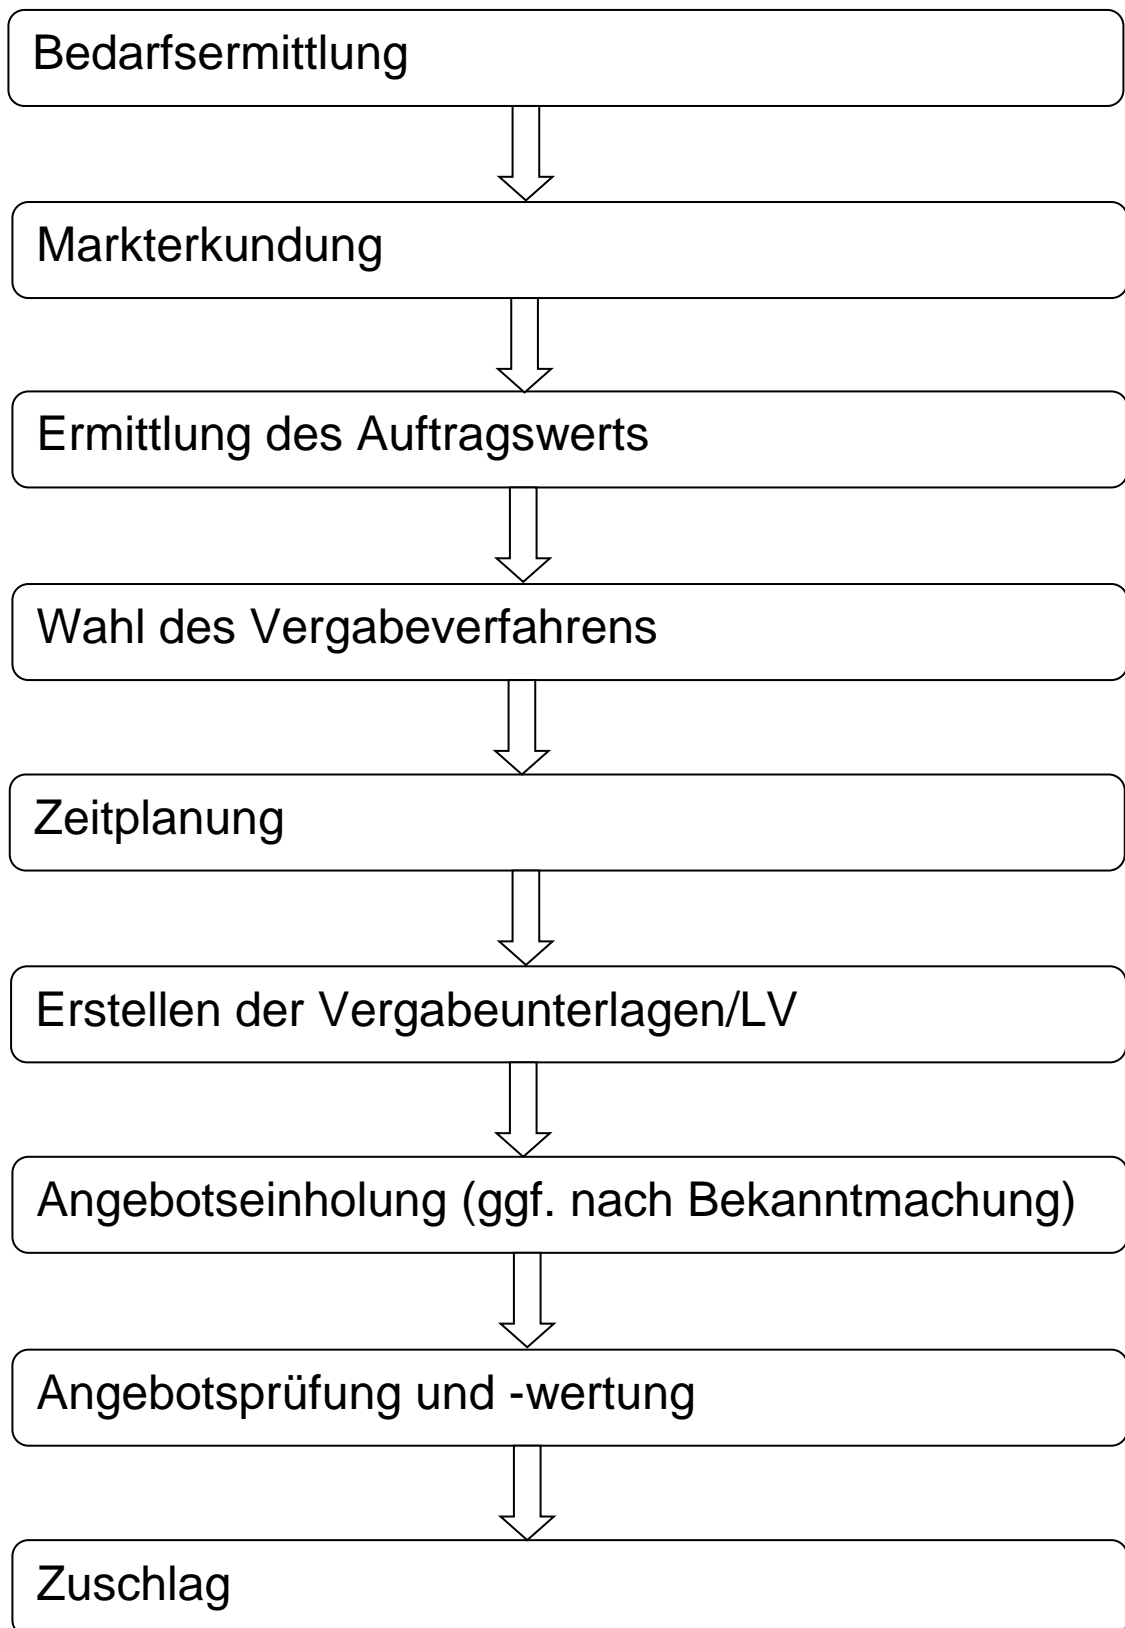 Bedarfsermittlung
Markterkundung
Ermittlung des Auftragswerts
Wahl des Vergabeverfahrens
Zeitplanung
Erstellen der Vergabeunterlagen/LV
Angebotseinholung (ggf. nach Bekanntmachung)
Angebotsprüfung und -wertung
Zuschlag